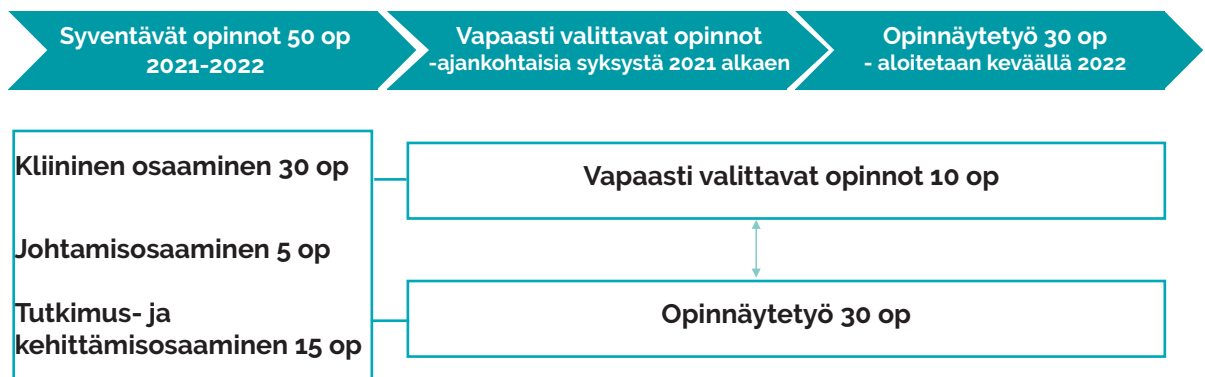 Syventävät opinnot 50 op
2021-2022
Vapaasti valittavat opinnot
-ajankohtaisia syksystä 2021 alkaen
Opinnäytetyö 30 op
- aloitetaan keväällä 2022
Kliininen osaaminen 30 op
Johtamisosaaminen 5 op
Tutkimus- ja
kehittämisosaaminen 15 op
Vapaasti valittavat opinnot 10 op
Opinnäytetyö 30 op